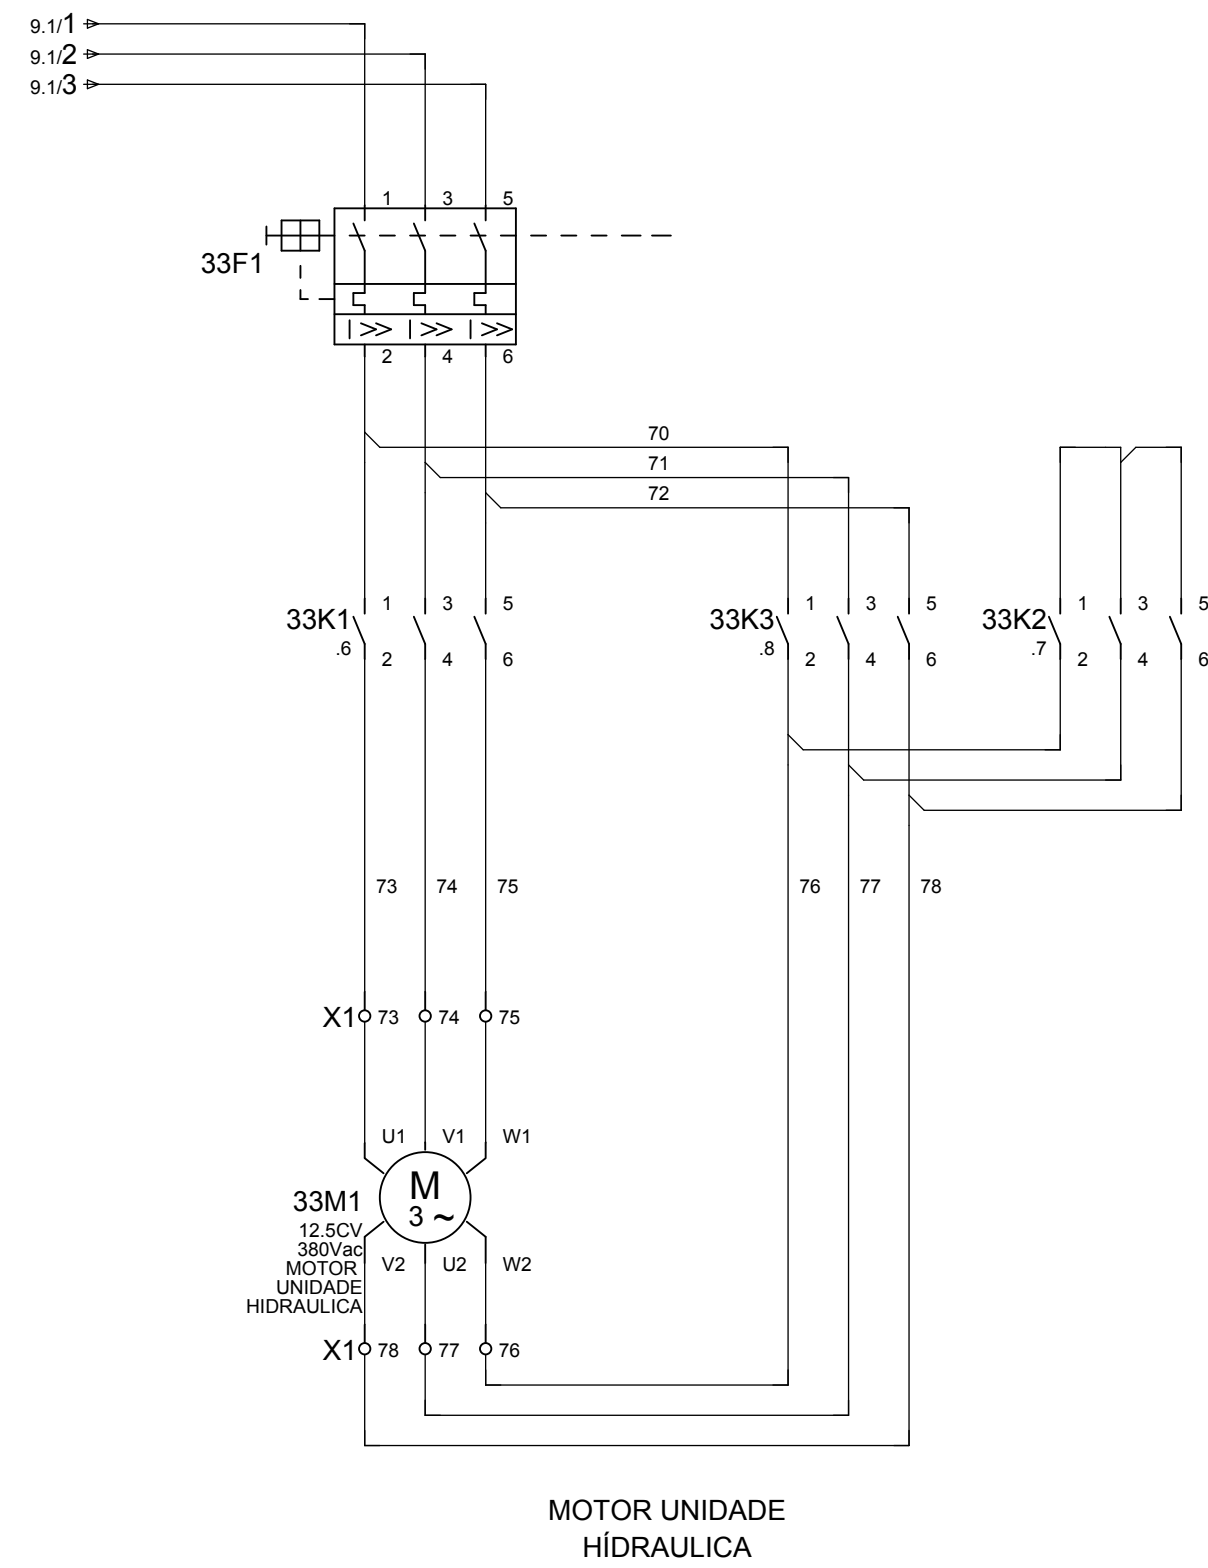 9.1/1
9.1/2
9.1/3
1 3 5
33F1
I>> I>> I>>
2 4 6
70
71
72
33K1 1 3 5 33K3 1 3 5 33K2 1 3 5
.6 2 4 6 .8 2 4 6 .7 2 4 6
73 74 75 76 77 78
X1 73 74 75
U1 V1 W1
M
3 ~
33M1
12.5CV
380Vac
MOTOR
UNIDADE
HIDRAULICA
V2 U2 W2
X1 78 77 76
MOTOR UNIDADE
HÍDRAULICA